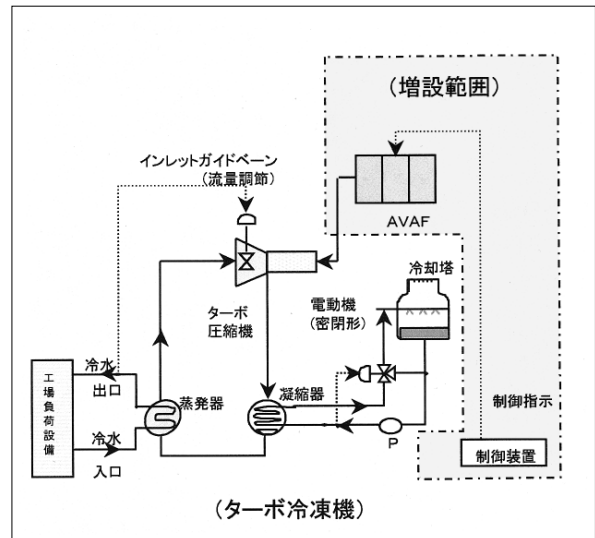 (増設範囲)
インレットガイドベーン
(流量調節)
AVAF
冷却塔
電動機
(密閉形)
ターボ
圧縮機
工場負荷設備
冷水
出口
蒸発器
凝縮器
冷水
入口
P
制御指示
制御装置
(ターボ冷凍機)